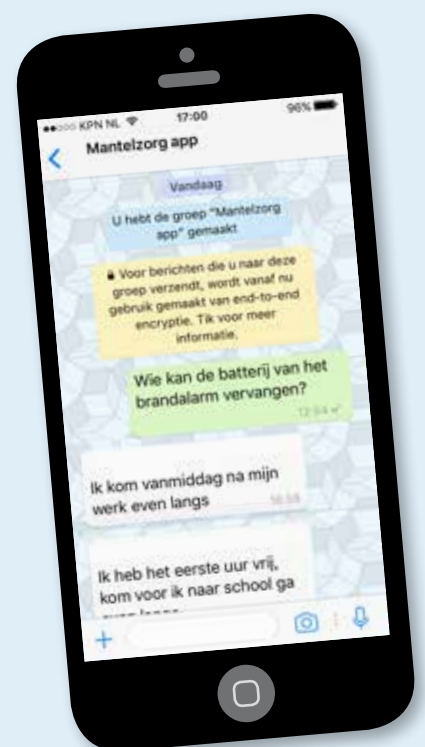 KPN NL 17:00 96%
Mantelzorg app
Vandaag
U hebt de groep "Mantelzorg
app" gemaakt
Voor berichten die u naar deze
groep verzendt, wordt vanaf nu
gebruik gemaakt van end-to-end
encryptie. Tik voor meer
informatie.
Wie kan de batterij van het
brandalarm vervangen?
Ik kom vanmiddag na mijn
werk even langs
Ik heb het eerste uur vrij,
kom voor ik naar school ga
even langs